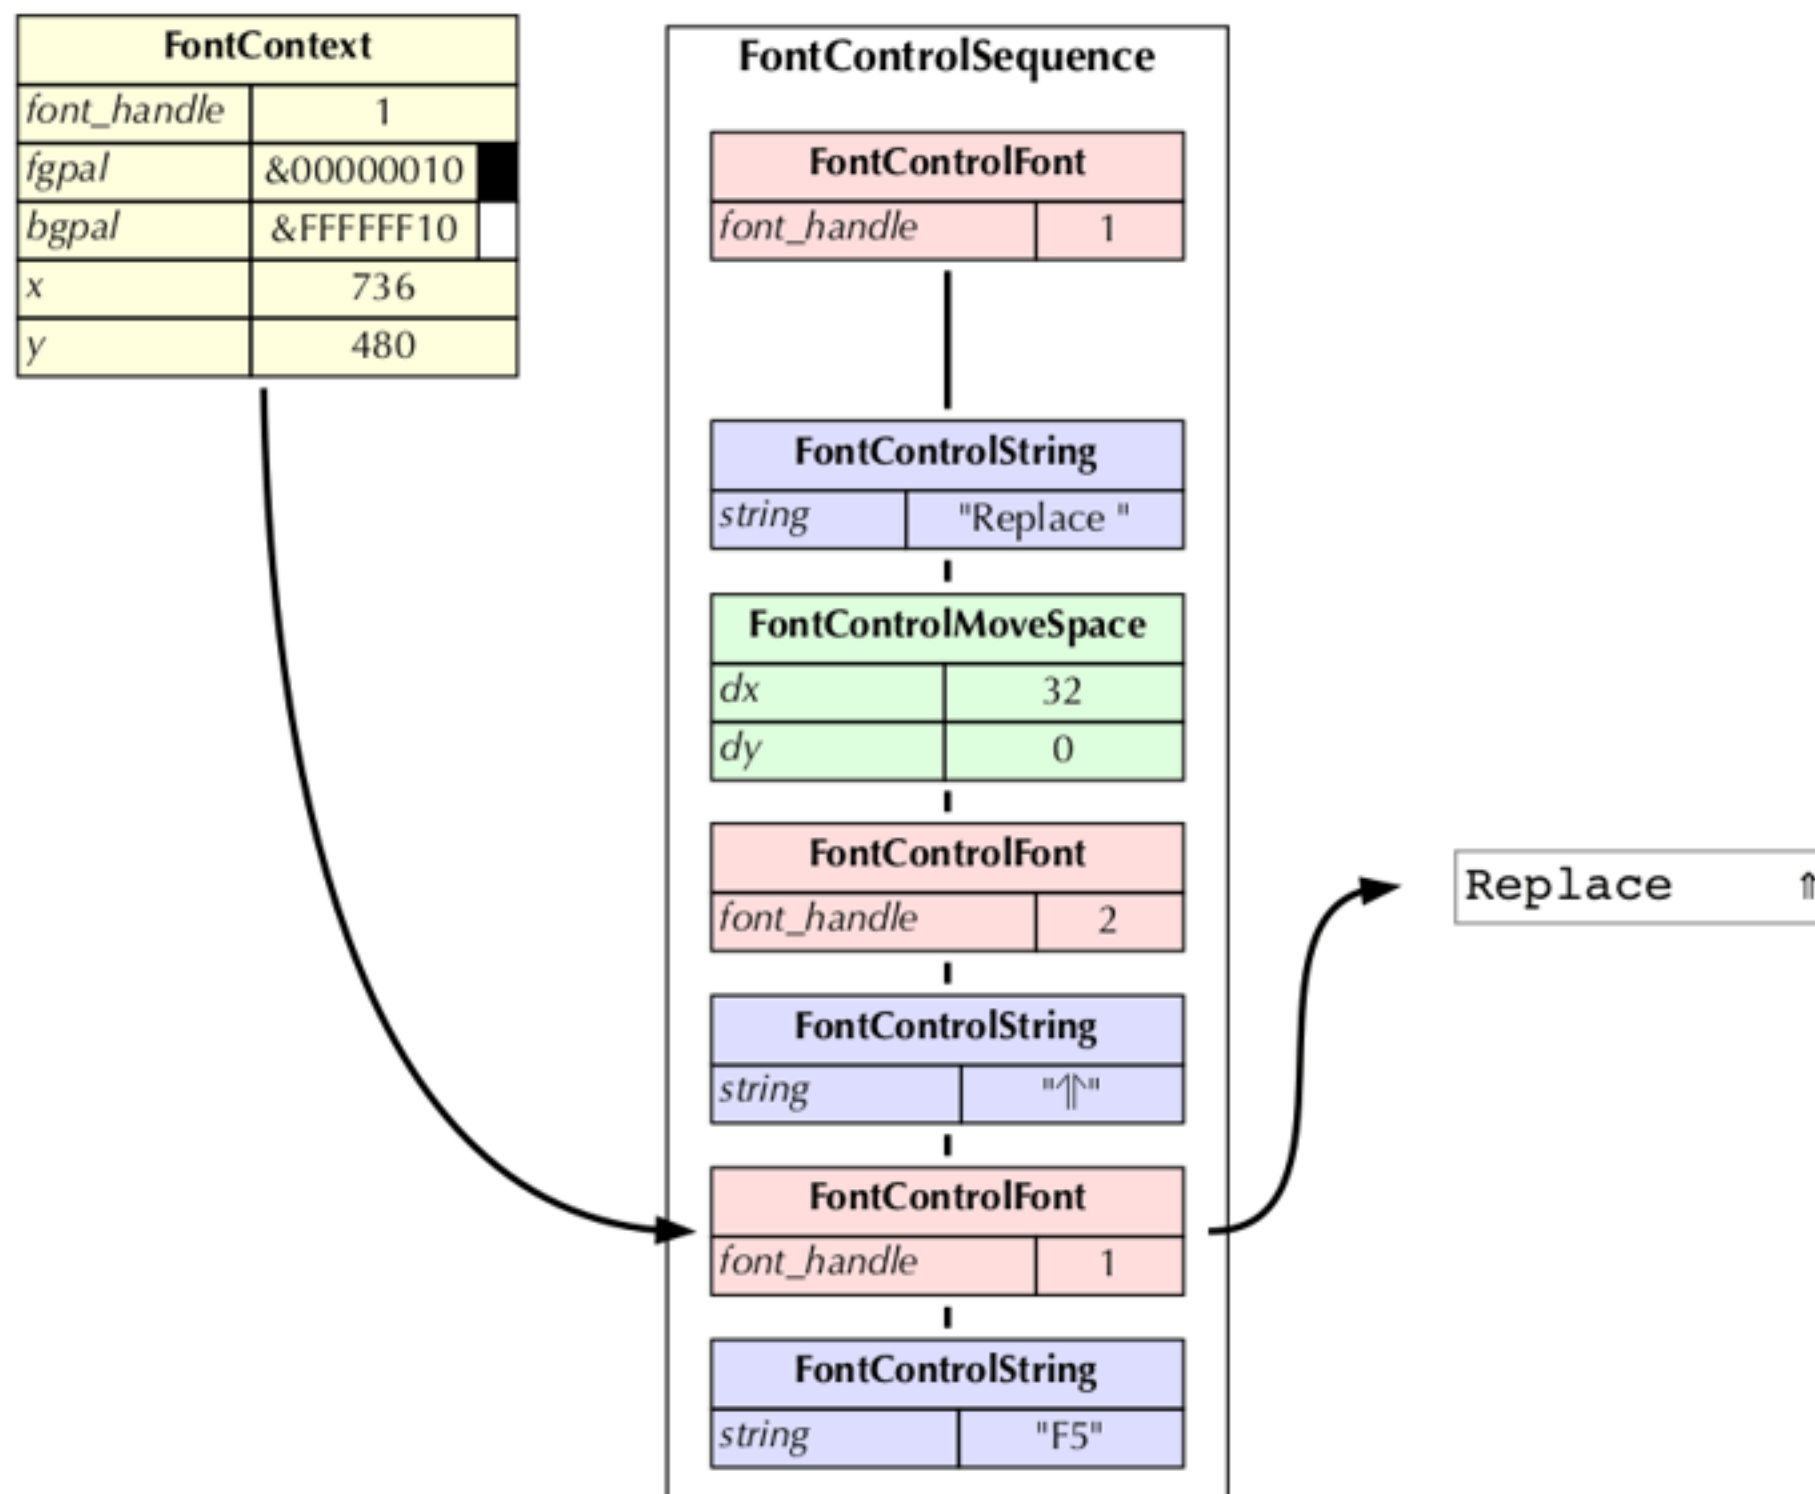 FontContext
font_handle 1
fgpal &00000010
bgpal &FFFFFF10
x 736
y 480
FontControlSequence
FontControlFont
font_handle 1
FontControlString
string "Replace "
FontControlMoveSpace
dx 32
dy 0
FontControlFont
font_handle 2
FontControlString
string "⇑"
FontControlFont
font_handle 1
FontControlString
string "F5"
Replace ⇑